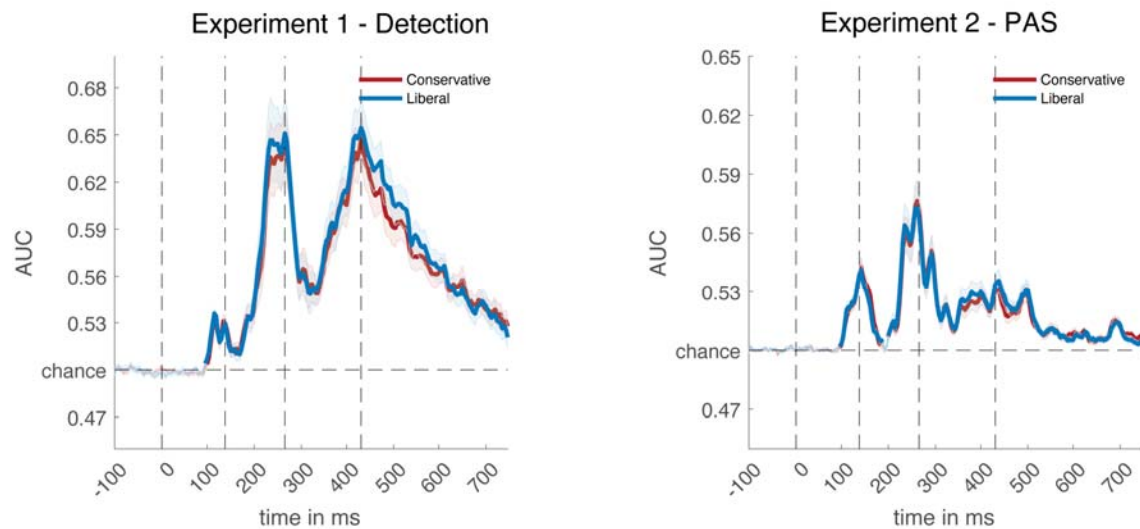 Experiment 1 - Detection
0.68
0.65
0.62
0.59
0.56
0.53
chance
0.47
AUC
Conservative
Liberal
-100
0
100
200
300
400
500
600
700
time in ms
Experiment 2 - PAS
0.65
0.62
0.59
0.56
0.53
chance
0.47
AUC
Conservative
Liberal
-100
0
100
200
300
400
500
600
700
time in ms